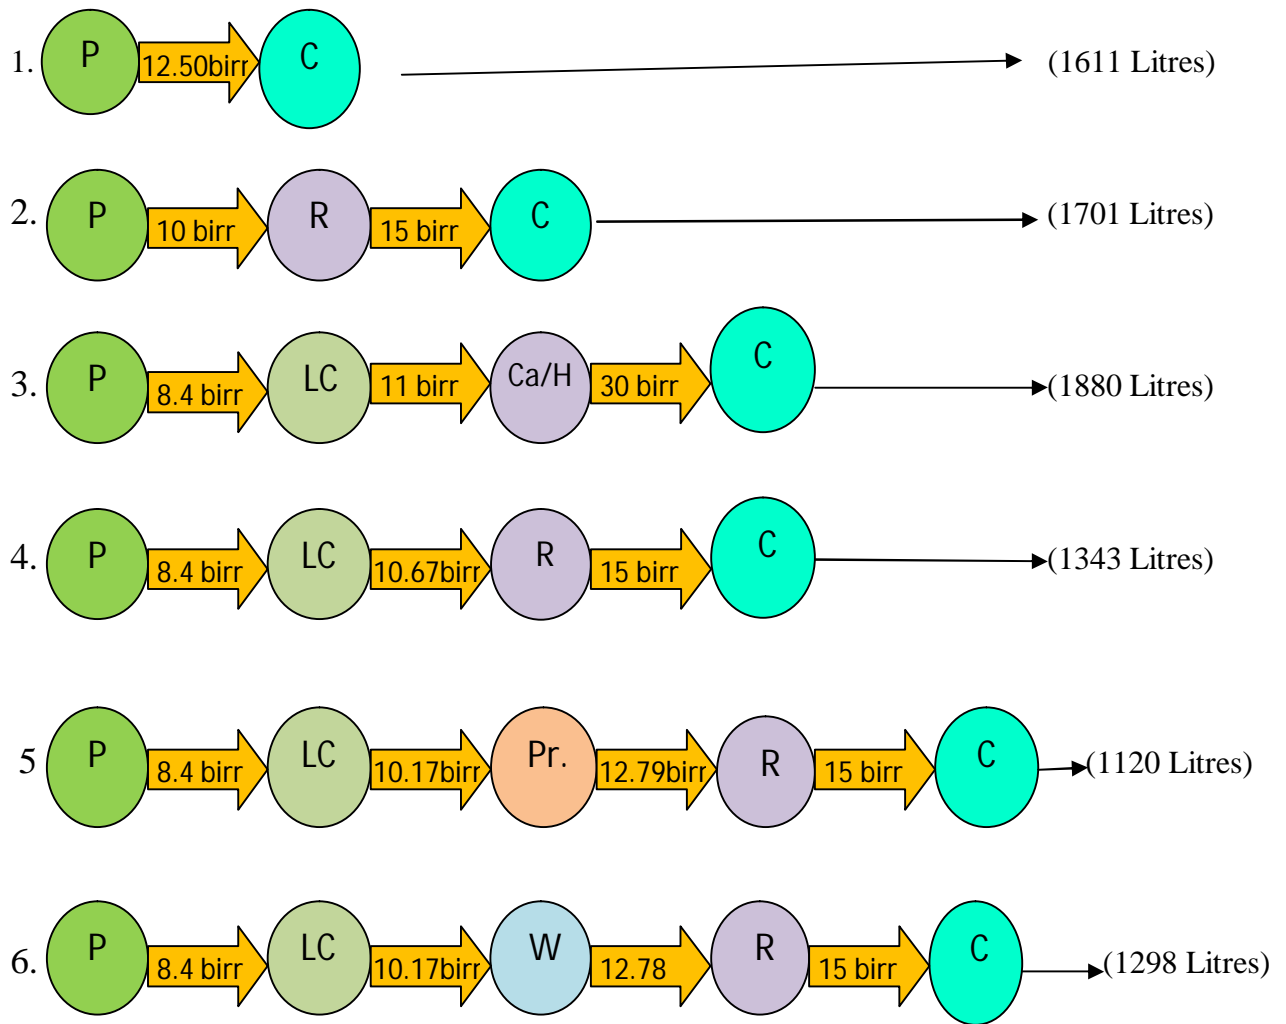 1. P 12.50birr C (1611 Litres)
2. P 10 birr R 15 birr C (1701 Litres)
3. P 8.4 birr LC 11 birr Ca/H 30 birr C (1880 Litres)
4. P 8.4 birr LC 10.67birr R 15 birr C (1343 Litres)
5 P 8.4 birr LC 10.17birr Pr. 12.79birr R 15 birr C (1120 Litres)
6. P 8.4 birr LC 10.17birr W 12.78 R 15 birr C (1298 Litres)